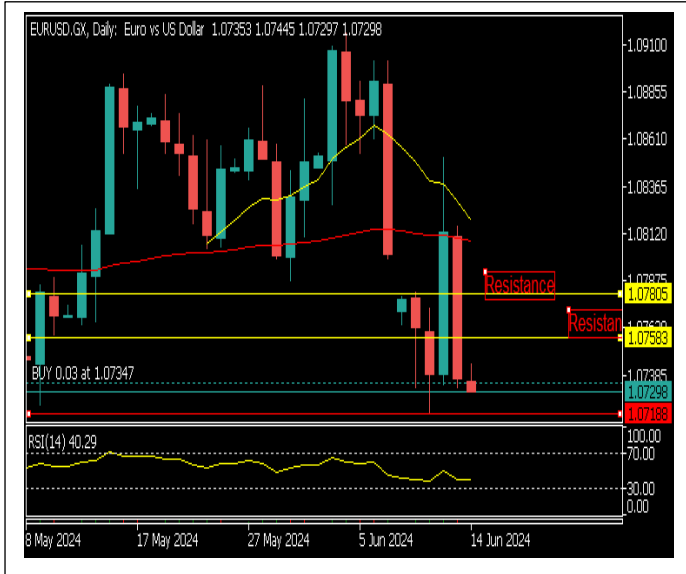 EURUSD.GX, Daily: Euro vs US Dollar 1.07353 1.07445 1.07297 1.07298
1.09100
1.08855
1.08610
1.08365
1.08120
1.07875
Resistance
1.07805
Resistan
1.07583
1.07385
BUY 0.03 at 1.07347
1.07298
1.07188
RSI(14) 40.29
100.00
70.00
30.00
0.00
8 May 2024 17 May 2024 27 May 2024 5 Jun 2024 14 Jun 2024